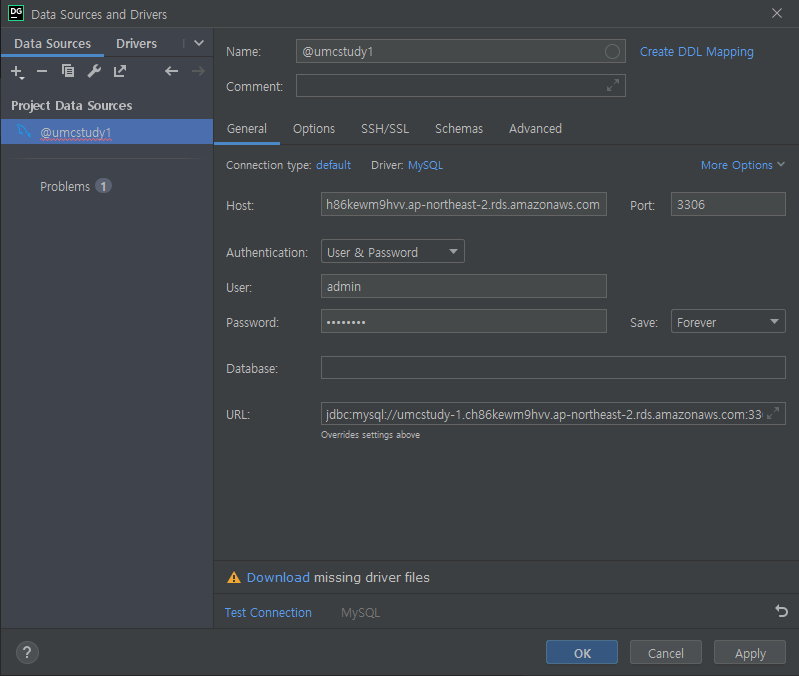 DG Data Sources and Drivers
Data Sources Drivers
Project Data Sources
@umcstudy1
Problems 1
Name: @umcstudy1 Create DDL Mapping
Comment:
General Options SSH/SSL Schemas Advanced
Connection type: default Driver: MySQL More Options
Host: h86kewm9hvv.ap-northeast-2.rds.amazonaws.com Port: 3306
Authentication: User & Password
User: admin
Password: •••••••• Save: Forever
Database:
URL: jdbc:mysql://umcstudy-1.ch86kewm9hvv.ap-northeast-2.rds.amazonaws.com:33
Overrides settings above
Download missing driver files
Test Connection MySQL
? OK Cancel Apply